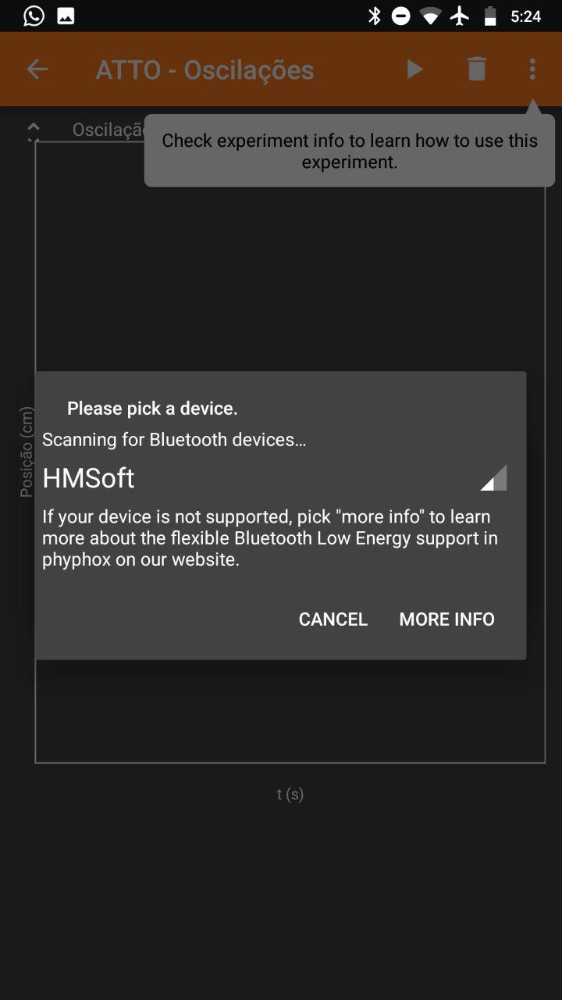 5:24
ATTO - Oscilações
Oscilaçã
Check experiment info to learn how to use this
experiment.
Posição (cm)
Please pick a device.
Scanning for Bluetooth devices…
HMSoft
If your device is not supported, pick "more info" to learn
more about the flexible Bluetooth Low Energy support in
phyphox on our website.
CANCEL MORE INFO
t (s)